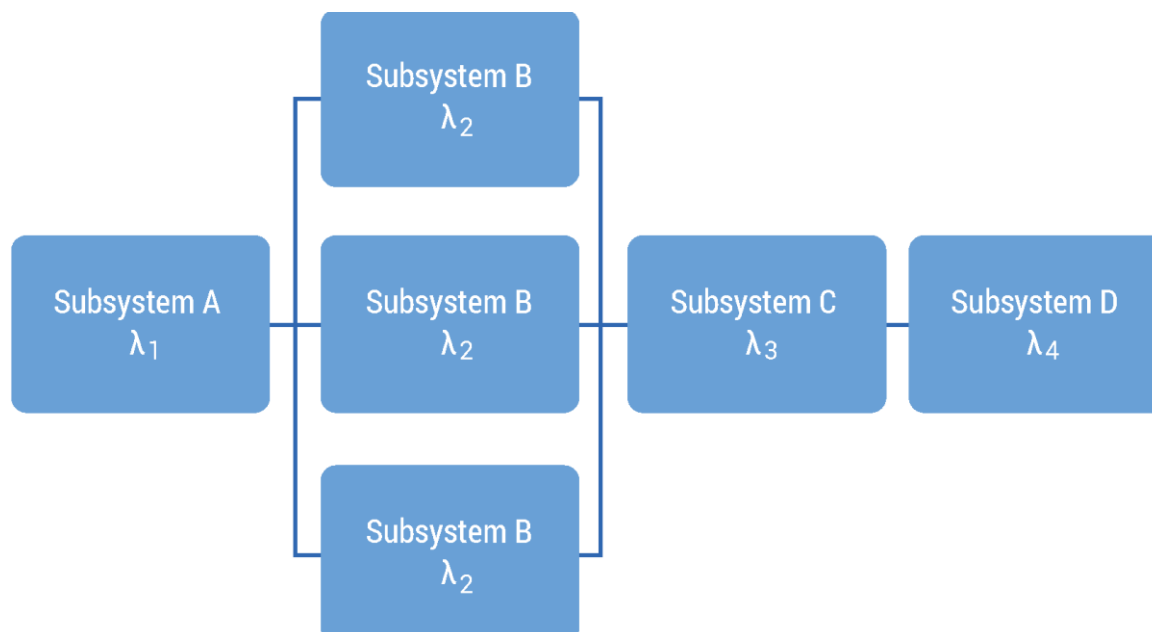 Subsystem B
λ₂
Subsystem A
λ₁
Subsystem B
λ₂
Subsystem C
λ₃
Subsystem D
λ₄
Subsystem B
λ₂